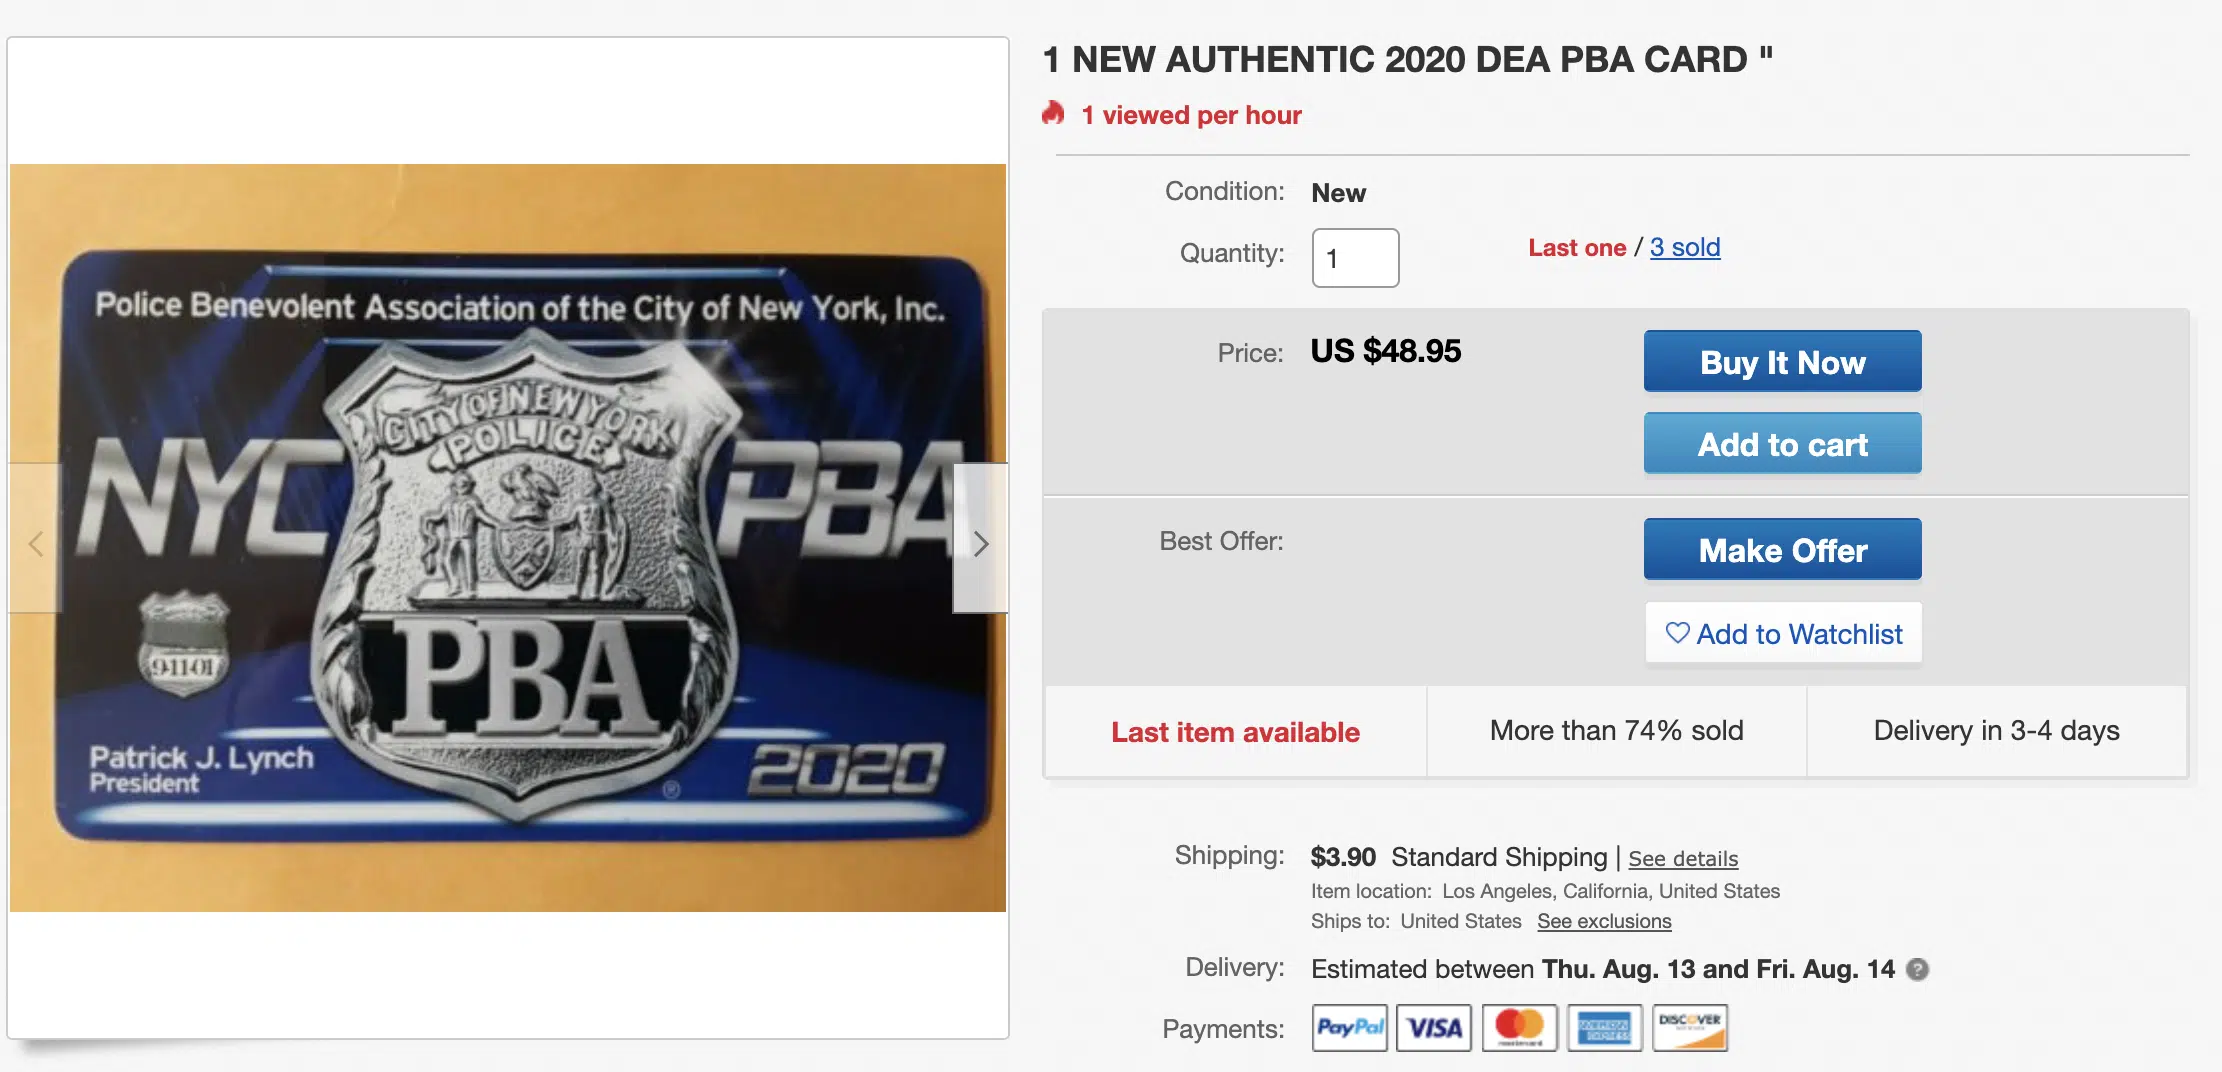 Police Benevolent Association of the City of New York, Inc.
CITY OF NEW YORK
POLICE
NYC PBA
PBA
91101
Patrick J. Lynch
President
2020
®
1 NEW AUTHENTIC 2020 DEA PBA CARD "
1 viewed per hour
Condition: New
Quantity: 1 Last one / 3 sold
Price: US $48.95 Buy It Now
Add to cart
Best Offer: Make Offer
Add to Watchlist
Last item available More than 74% sold Delivery in 3-4 days
Shipping: $3.90 Standard Shipping | See details
Item location: Los Angeles, California, United States
Ships to: United States See exclusions
Delivery: Estimated between Thu. Aug. 13 and Fri. Aug. 14 ?
Payments: PayPal VISA mastercard AMERICAN EXPRESS DISCOVER